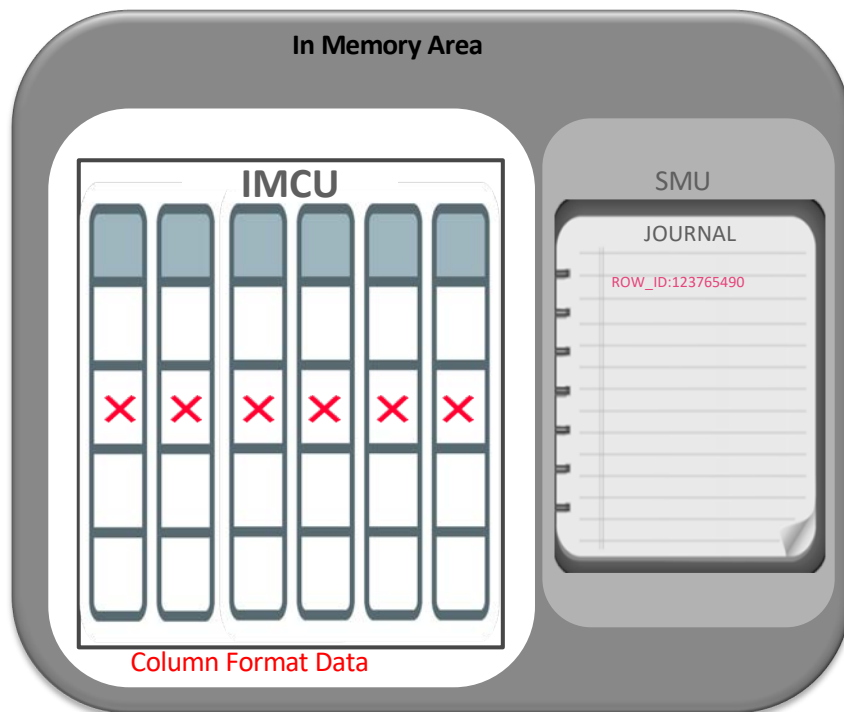 In Memory Area
IMCU
SMU
JOURNAL
ROW_ID:123765490
Column Format Data